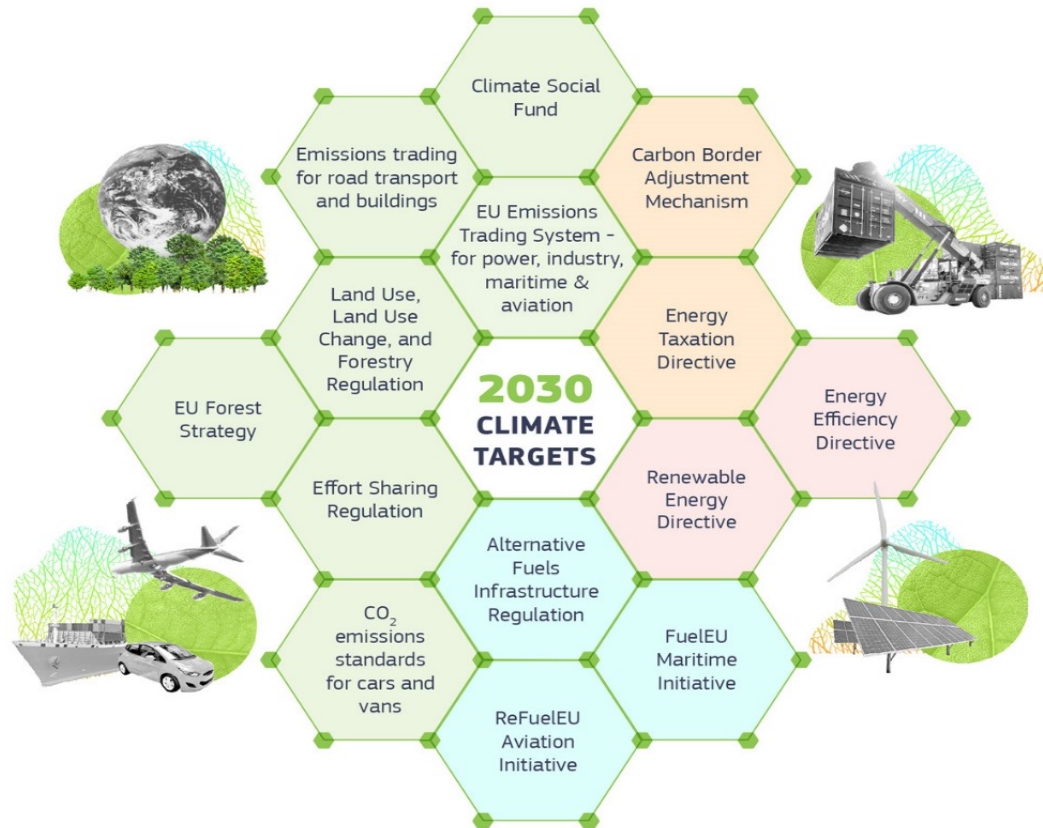 Climate Social
Fund
Emissions trading
for road transport
and buildings
Carbon Border
Adjustment
Mechanism
EU Emissions
Trading System -
for power, industry,
maritime &
aviation
Land Use,
Land Use
Change, and
Forestry
Regulation
Energy
Taxation
Directive
EU Forest
Strategy
2030
CLIMATE
TARGETS
Energy
Efficiency
Directive
Effort Sharing
Regulation
Renewable
Energy
Directive
Alternative
Fuels
Infrastructure
Regulation
CO₂
emissions
standards
for cars and
vans
FuelEU
Maritime
Initiative
ReFuelEU
Aviation
Initiative